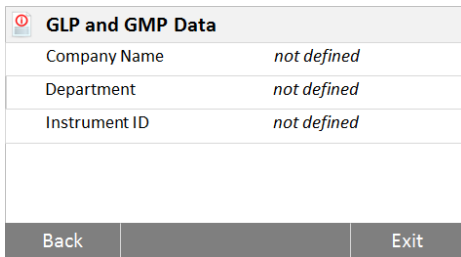 GLP and GMP Data
Company Name not defined
Department not defined
Instrument ID not defined
Back Exit